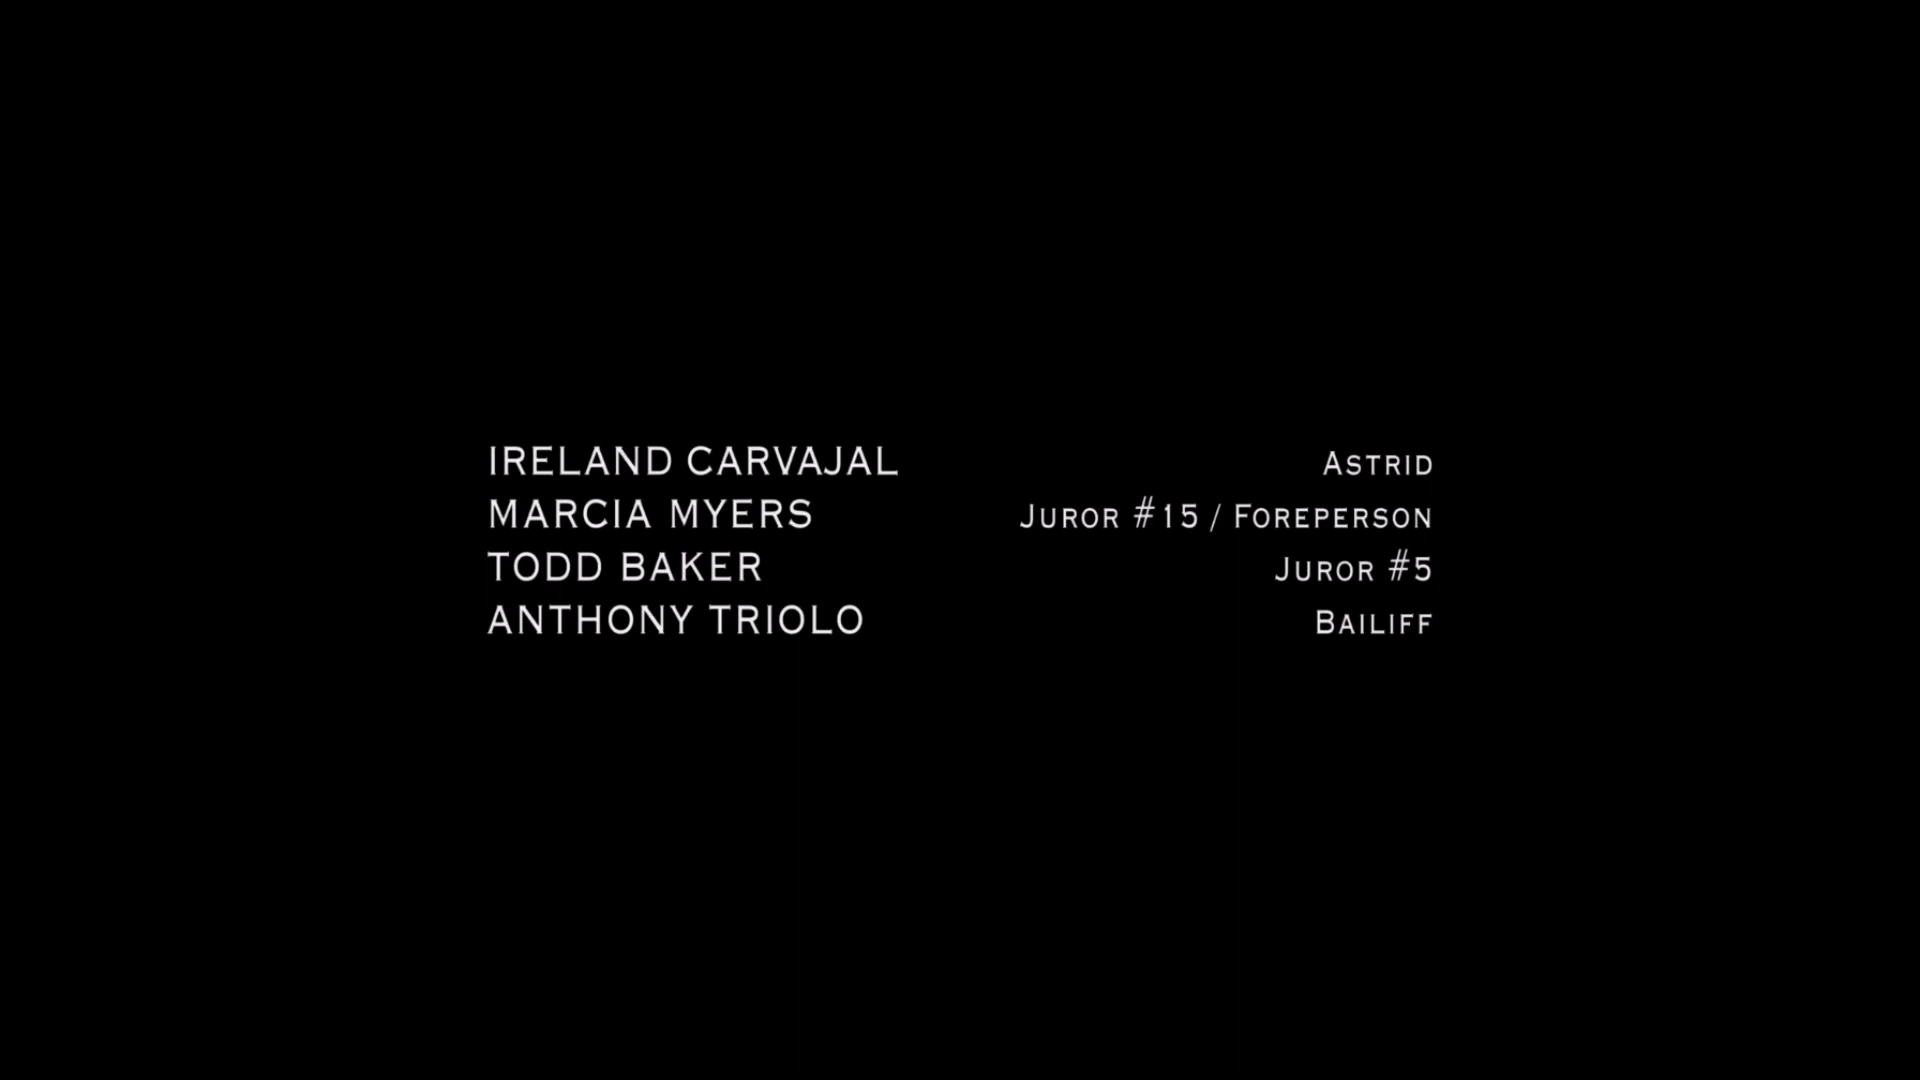 IRELAND CARVAJAL Astrid
MARCIA MYERS Juror #15 / Foreperson
TODD BAKER Juror #5
ANTHONY TRIOLO Bailiff